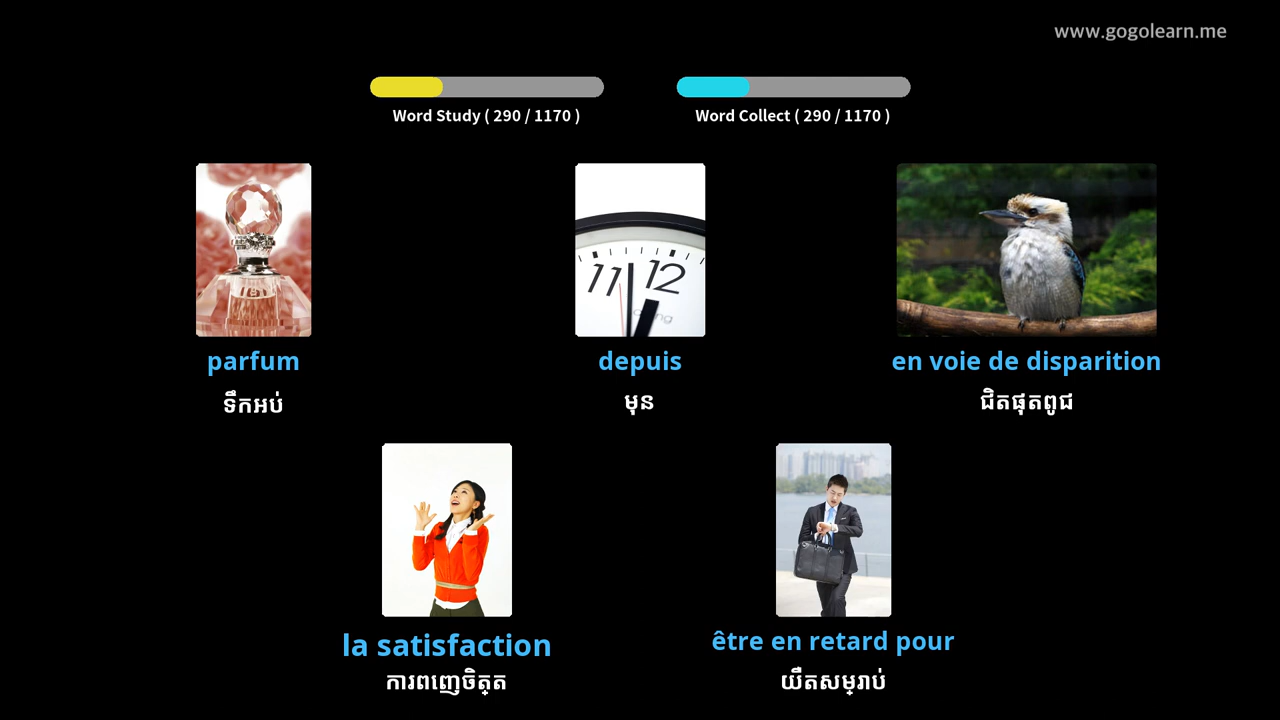 www.gogolearn.me
Word Study ( 290 / 1170 )
Word Collect ( 290 / 1170 )
parfum
depuis
en voie de disparition
ទឹកអប់
មុន
ជិតផុតពូជ
11 12
la satisfaction
être en retard pour
ការពញេចិត្ត
យឺតសម្រាប់